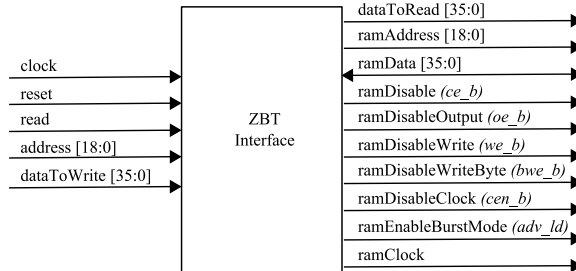 clock
reset
read
address [18:0]
dataToWrite [35:0]
ZBT
Interface
dataToRead [35:0]
ramAddress [18:0]
ramData [35:0]
ramDisable (ce_b)
ramDisableOutput (oe_b)
ramDisableWrite (we_b)
ramDisableWriteByte (bwe_b)
ramDisableClock (cen_b)
ramEnableBurstMode (adv_ld)
ramClock